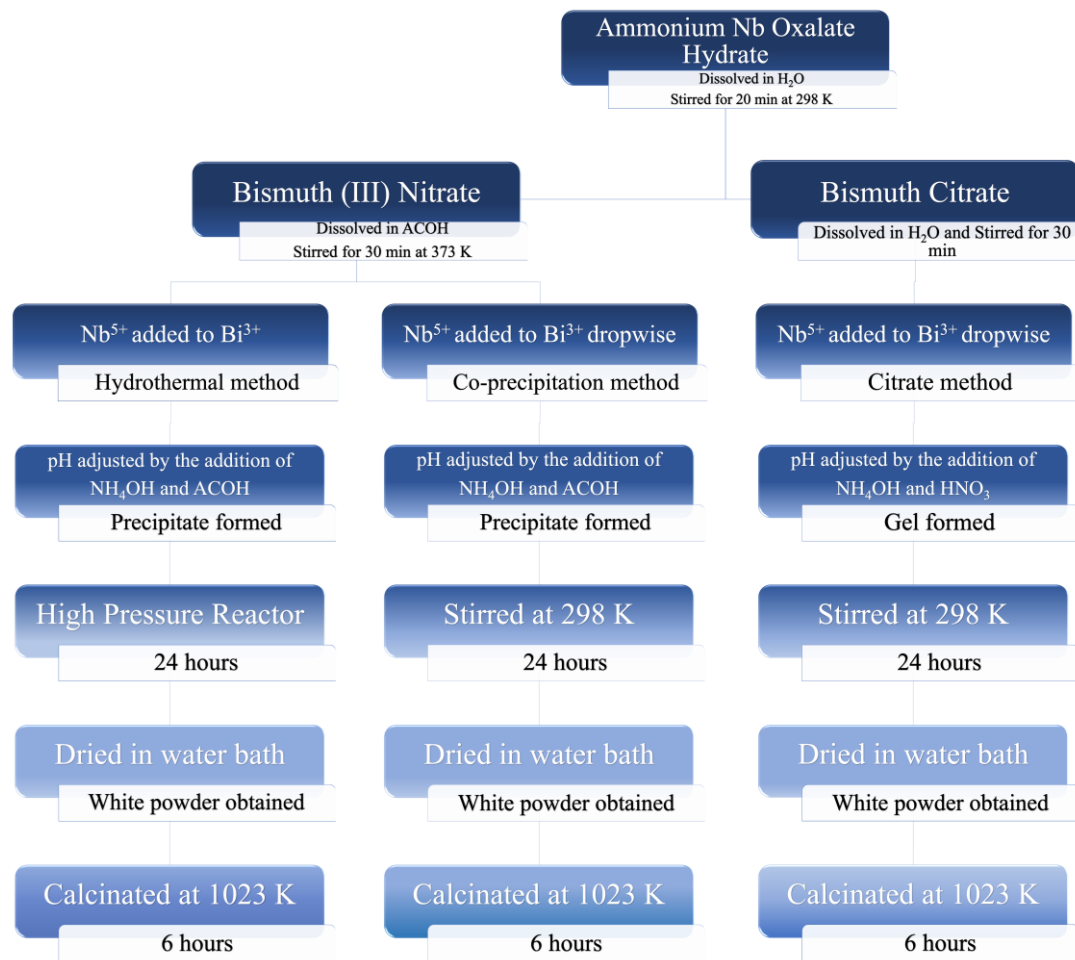 Ammonium Nb Oxalate
Hydrate
Dissolved in H₂O
Stirred for 20 min at 298 K
Bismuth (III) Nitrate
Dissolved in ACOH
Stirred for 30 min at 373 K
Bismuth Citrate
Dissolved in H₂O and Stirred for 30
min
Nb⁵⁺ added to Bi³⁺
Hydrothermal method
Nb⁵⁺ added to Bi³⁺ dropwise
Co-precipitation method
Nb⁵⁺ added to Bi³⁺ dropwise
Citrate method
pH adjusted by the addition of
NH₄OH and ACOH
Precipitate formed
pH adjusted by the addition of
NH₄OH and ACOH
Precipitate formed
pH adjusted by the addition of
NH₄OH and HNO₃
Gel formed
High Pressure Reactor
24 hours
Stirred at 298 K
24 hours
Stirred at 298 K
24 hours
Dried in water bath
White powder obtained
Dried in water bath
White powder obtained
Dried in water bath
White powder obtained
Calcinated at 1023 K
6 hours
Calcinated at 1023 K
6 hours
Calcinated at 1023 K
6 hours